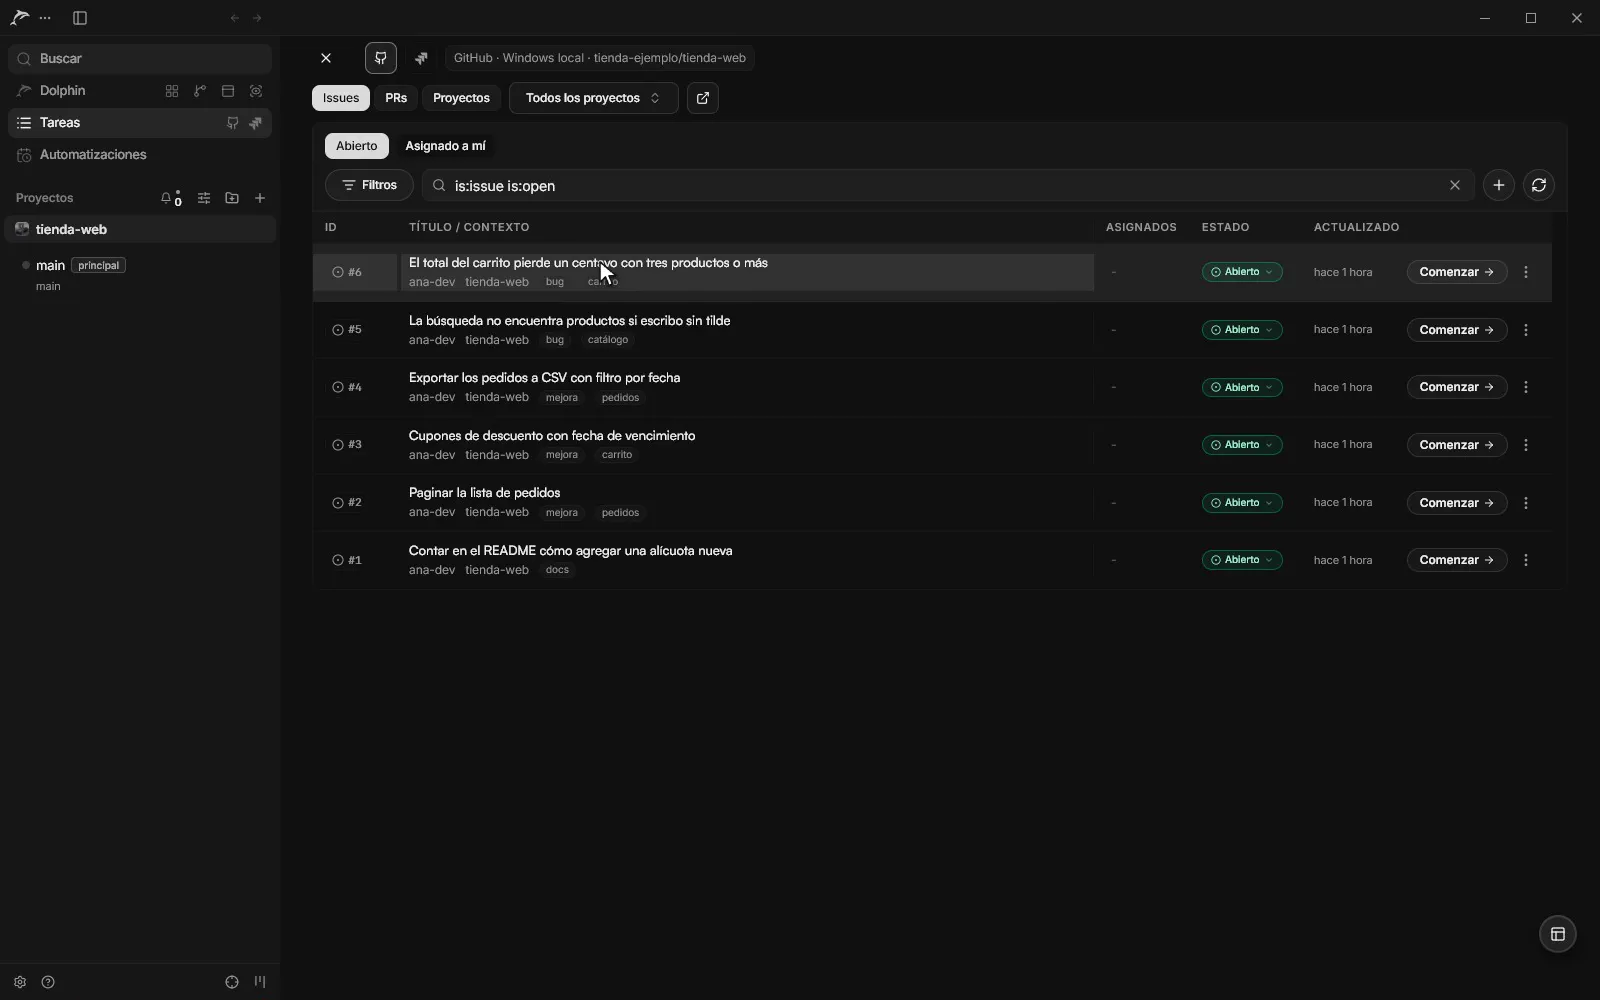 Buscar
Dolphin
Tareas
Automatizaciones
Proyectos
0
tienda-web
main principal
main
GitHub · Windows local · tienda-ejemplo/tienda-web
Issues PRs Proyectos Todos los proyectos
Abierto Asignado a mí
Filtros is:issue is:open
ID TÍTULO / CONTEXTO ASIGNADOS ESTADO ACTUALIZADO
#6 El total del carrito pierde un centavo con tres productos o más - Abierto hace 1 hora Comenzar →
ana-dev tienda-web bug carrito
#5 La búsqueda no encuentra productos si escribo sin tilde - Abierto hace 1 hora Comenzar →
ana-dev tienda-web bug catálogo
#4 Exportar los pedidos a CSV con filtro por fecha - Abierto hace 1 hora Comenzar →
ana-dev tienda-web mejora pedidos
#3 Cupones de descuento con fecha de vencimiento - Abierto hace 1 hora Comenzar →
ana-dev tienda-web mejora carrito
#2 Paginar la lista de pedidos - Abierto hace 1 hora Comenzar →
ana-dev tienda-web mejora pedidos
#1 Contar en el README cómo agregar una alícuota nueva - Abierto hace 1 hora Comenzar →
ana-dev tienda-web docs